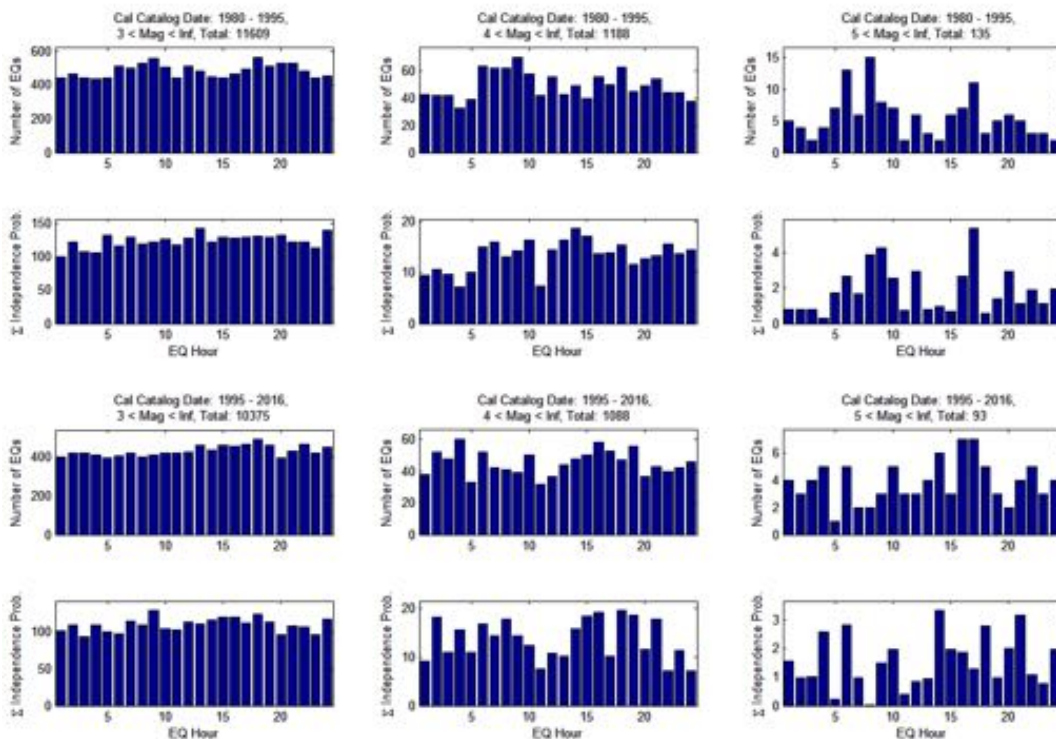 Cal Catalog Date: 1980 - 1995,
3 < Mag < Inf, Total: 11609
Number of EQs
600
400
200
0
5 10 15 20
Cal Catalog Date: 1980 - 1995,
4 < Mag < Inf, Total: 1188
60
40
20
0
5 10 15 20
Cal Catalog Date: 1980 - 1995,
5 < Mag < Inf, Total: 135
Number of EQs
15
10
5
0
5 10 15 20
Σ Independence Prob.
150
100
50
0
5 10 15 20
EQ Hour
Σ Independence Prob.
20
10
0
5 10 15 20
EQ Hour
Σ Independence Prob.
4
2
0
5 10 15 20
EQ Hour
Cal Catalog Date: 1995 - 2016,
3 < Mag < Inf, Total: 10375
Number of EQs
400
200
0
5 10 15 20
Cal Catalog Date: 1995 - 2016,
4 < Mag < Inf, Total: 1088
Number of EQs
60
40
20
0
5 10 15 20
Cal Catalog Date: 1995 - 2016,
5 < Mag < Inf, Total: 93
Number of EQs
6
4
2
0
5 10 15 20
Σ Independence Prob.
100
50
0
5 10 15 20
EQ Hour
Σ Independence Prob.
20
10
0
5 10 15 20
EQ Hour
Σ Independence Prob.
3
2
1
0
5 10 15 20
EQ Hour